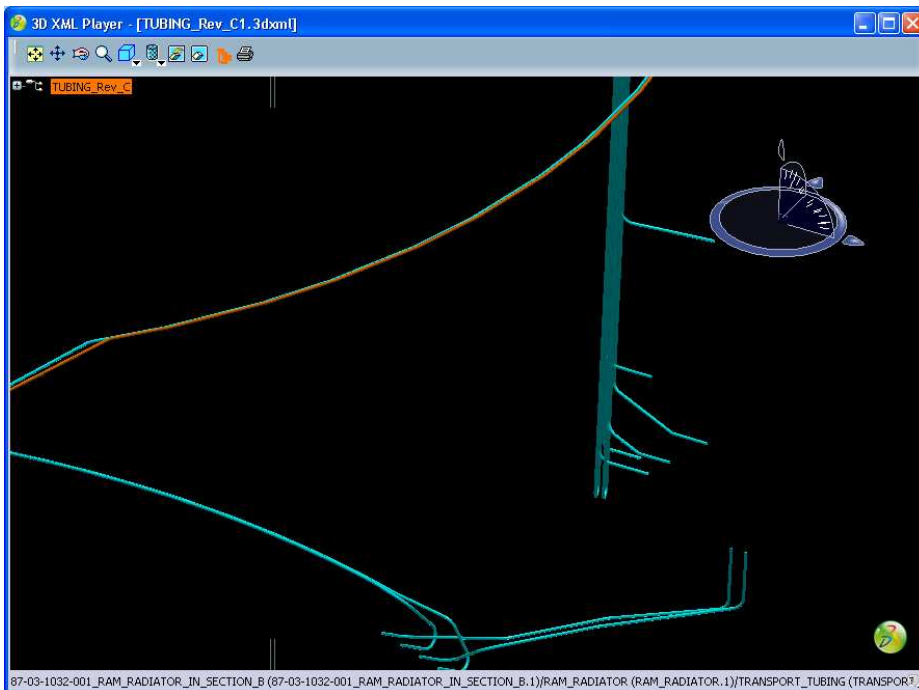 3D XML Player - [TUBING_Rev_C1.3dxml]
TUBING_Rev_C
87-03-1032-001_RAM_RADIATOR_IN_SECTION_B (87-03-1032-001_RAM_RADIATOR_IN_SECTION_B.1)/RAM_RADIATOR (RAM_RADIATOR.1)/TRANSPORT_TUBING (TRANSPORT